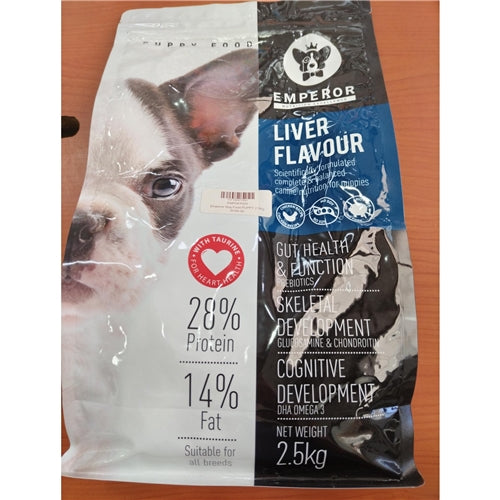 PUPPY FOOD
EMPEROR
LIVER
FLAVOUR
Scientifically formulated
complete & balanced
canine nutrition for puppies
WITH TAURINE
FOR HEART HEALTH
GUT HEALTH
& FUNCTION
PREBIOTICS
28%
Protein
SKELETAL
DEVELOPMENT
GLUCOSAMINE & CHONDROITIN
14%
Fat
COGNITIVE
DEVELOPMENT
DHA OMEGA 3
Suitable for
all breeds
NET WEIGHT
2.5kg